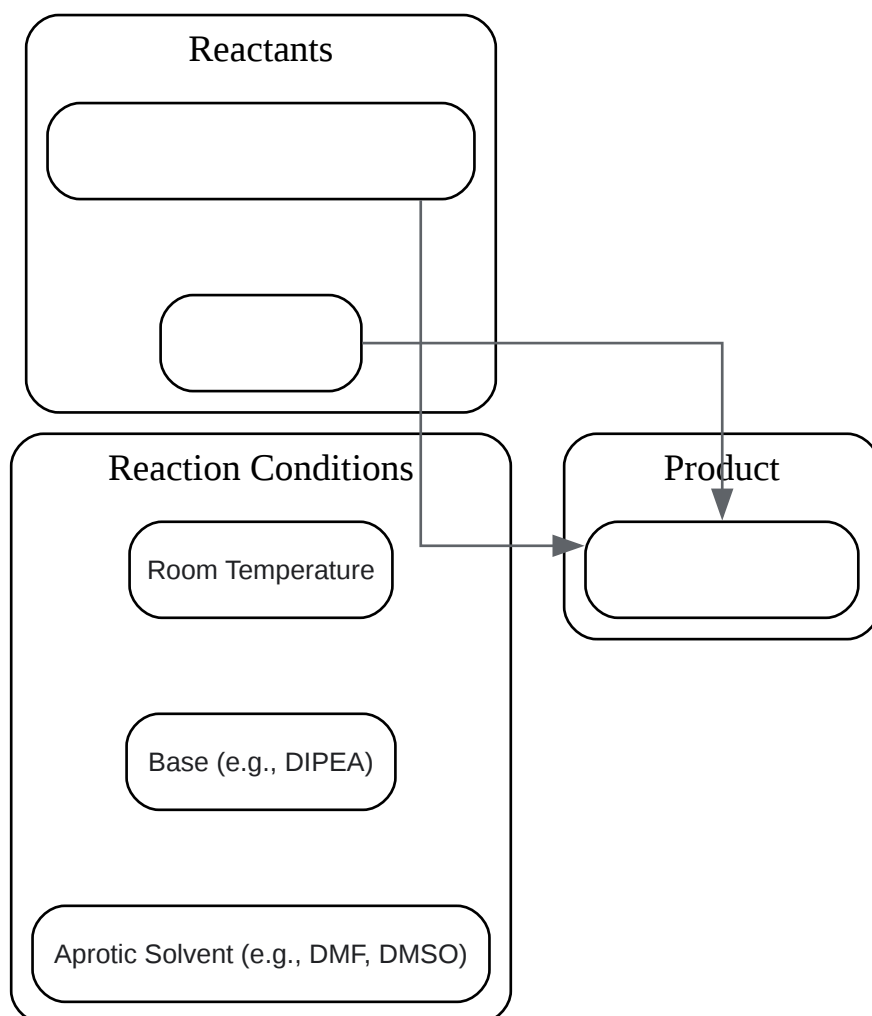 Reactants
Reaction Conditions
Room Temperature
Base (e.g., DIPEA)
Aprotic Solvent (e.g., DMF, DMSO)
Product